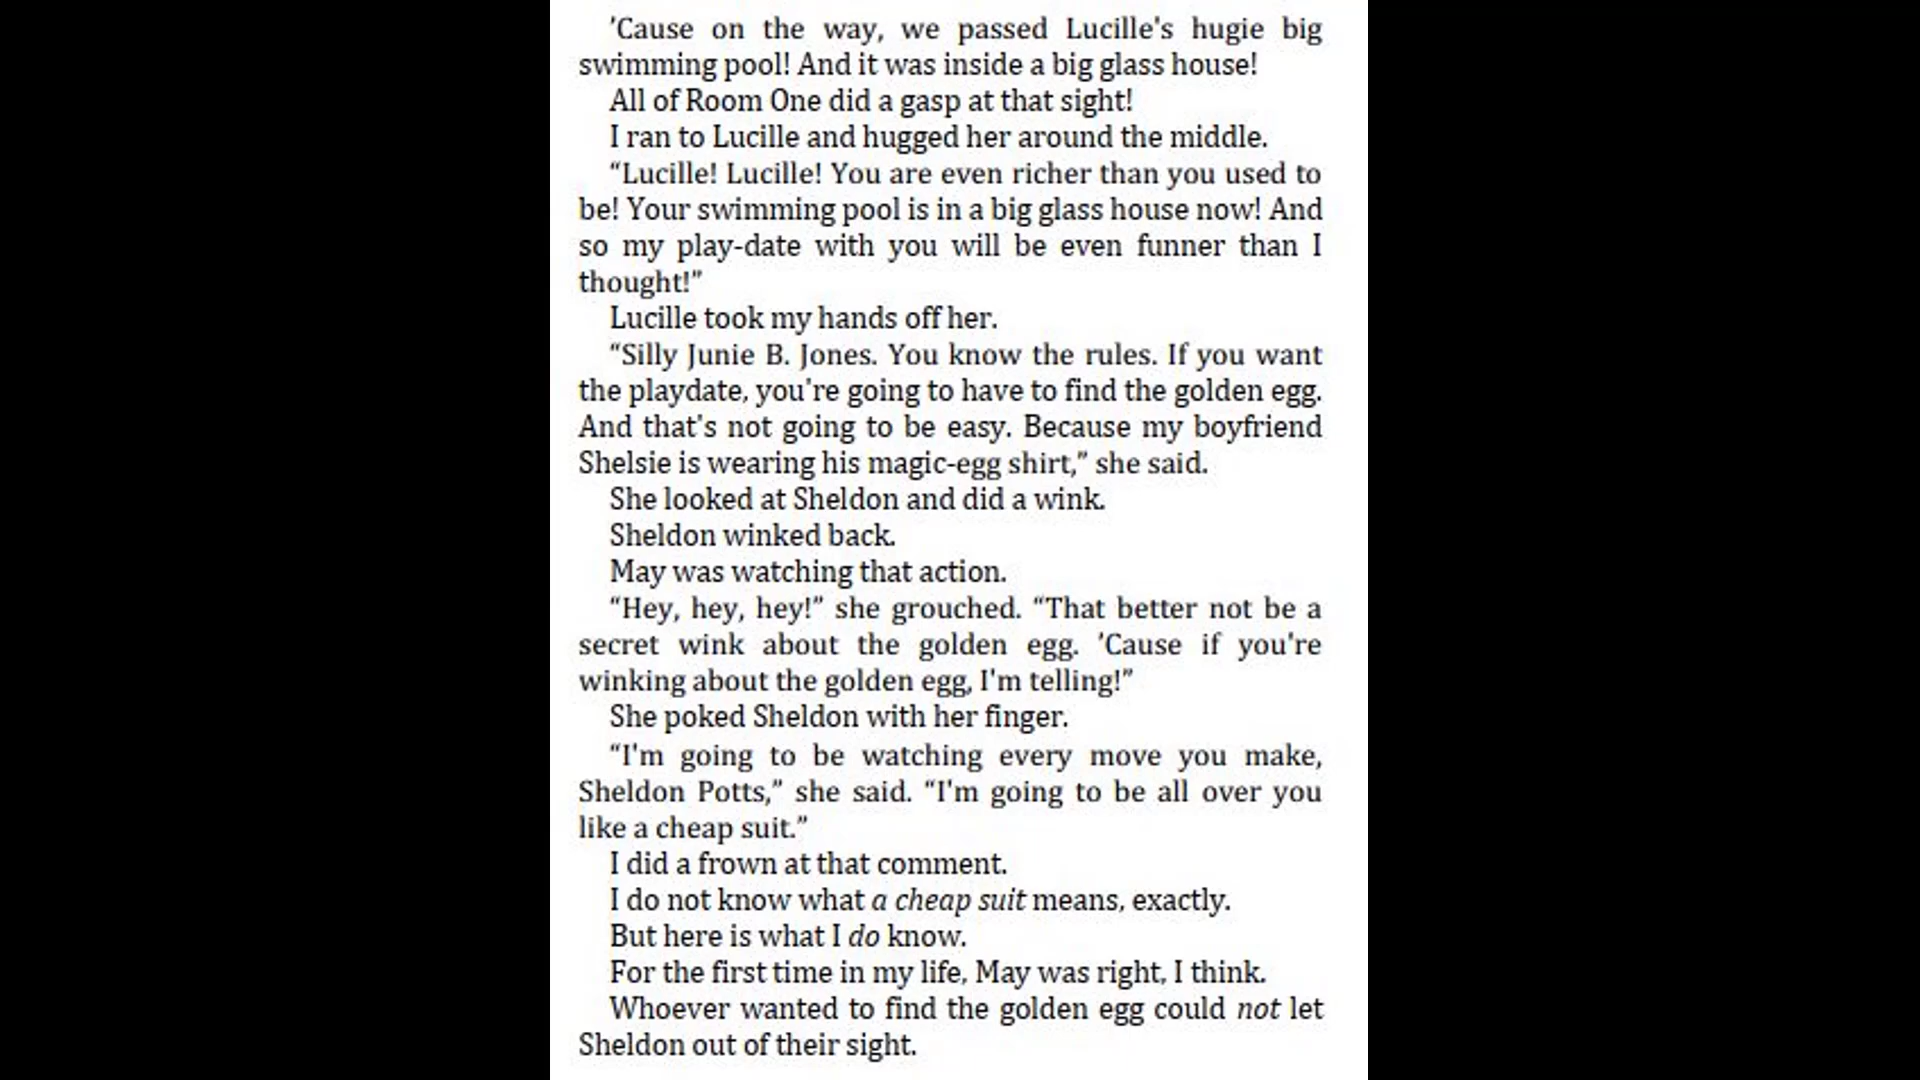 ’Cause on the way, we passed Lucille's hugie big
swimming pool! And it was inside a big glass house!
All of Room One did a gasp at that sight!
I ran to Lucille and hugged her around the middle.
“Lucille! Lucille! You are even richer than you used to
be! Your swimming pool is in a big glass house now! And
so my play-date with you will be even funner than I
thought!”
Lucille took my hands off her.
“Silly Junie B. Jones. You know the rules. If you want
the playdate, you're going to have to find the golden egg.
And that's not going to be easy. Because my boyfriend
Shelsie is wearing his magic-egg shirt,” she said.
She looked at Sheldon and did a wink.
Sheldon winked back.
May was watching that action.
“Hey, hey, hey!” she grouched. “That better not be a
secret wink about the golden egg. ’Cause if you're
winking about the golden egg, I'm telling!”
She poked Sheldon with her finger.
“I'm going to be watching every move you make,
Sheldon Potts,” she said. “I'm going to be all over you
like a cheap suit.”
I did a frown at that comment.
I do not know what a cheap suit means, exactly.
But here is what I do know.
For the first time in my life, May was right, I think.
Whoever wanted to find the golden egg could not let
Sheldon out of their sight.